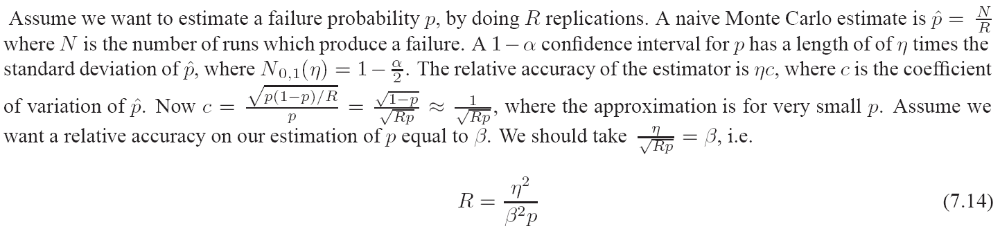 Assume we want to estimate a failure probability $p$, by doing $R$ replications. A naive Monte Carlo estimate is $\hat{p} = \frac{N}{R}$
where $N$ is the number of runs which produce a failure. A $1 - \alpha$ confidence interval for $p$ has a length of of $\eta$ times the
standard deviation of $\hat{p}$, where $N_{0,1}(\eta) = 1 - \frac{\alpha}{2}$. The relative accuracy of the estimator is $\eta c$, where $c$ is the coefficient
of variation of $\hat{p}$. Now $c = \frac{\sqrt{p(1-p)/R}}{p} = \frac{\sqrt{1-p}}{\sqrt{Rp}} \approx \frac{1}{\sqrt{Rp}}$, where the approximation is for very small $p$. Assume we
want a relative accuracy on our estimation of $p$ equal to $\beta$. We should take $\frac{\eta}{\sqrt{Rp}} = \beta$, i.e.
$R = \frac{\eta^2}{\beta^2 p}$ (7.14)